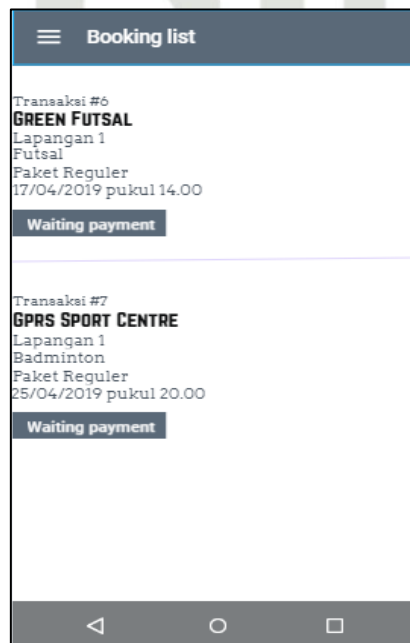 Booking list
Transaksi #6
GREEN FUTSAL
Lapangan 1
Futsal
Paket Reguler
17/04/2019 pukul 14.00
Waiting payment
Transaksi #7
GPRS SPORT CENTRE
Lapangan 1
Badminton
Paket Reguler
25/04/2019 pukul 20.00
Waiting payment